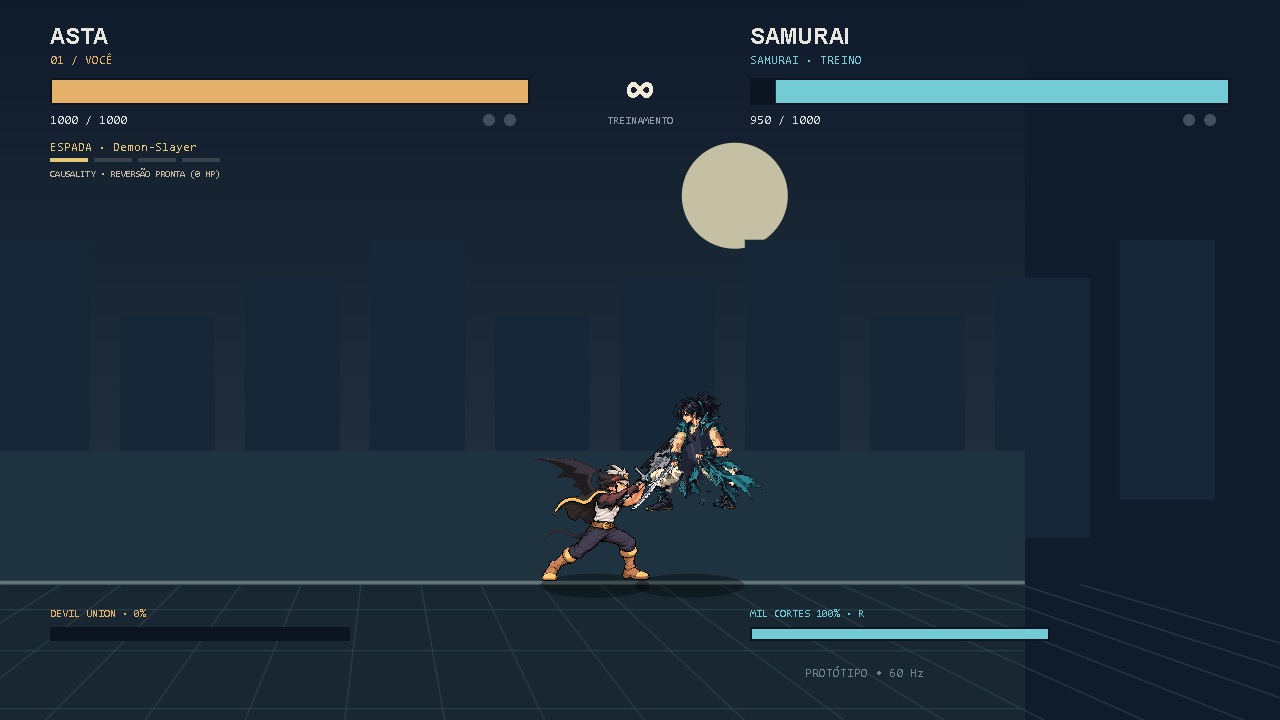 ASTA
01 / VOCÊ
1000 / 1000
ESPADA · Demon-Slayer
CAUSALITY · REVERSÃO PRONTA (0 HP)
∞
TREINAMENTO
SAMURAI
SAMURAI · TREINO
950 / 1000
DEVIL UNION · 0%
MIL CORTES 100% · R
PROTÓTIPO • 60 Hz